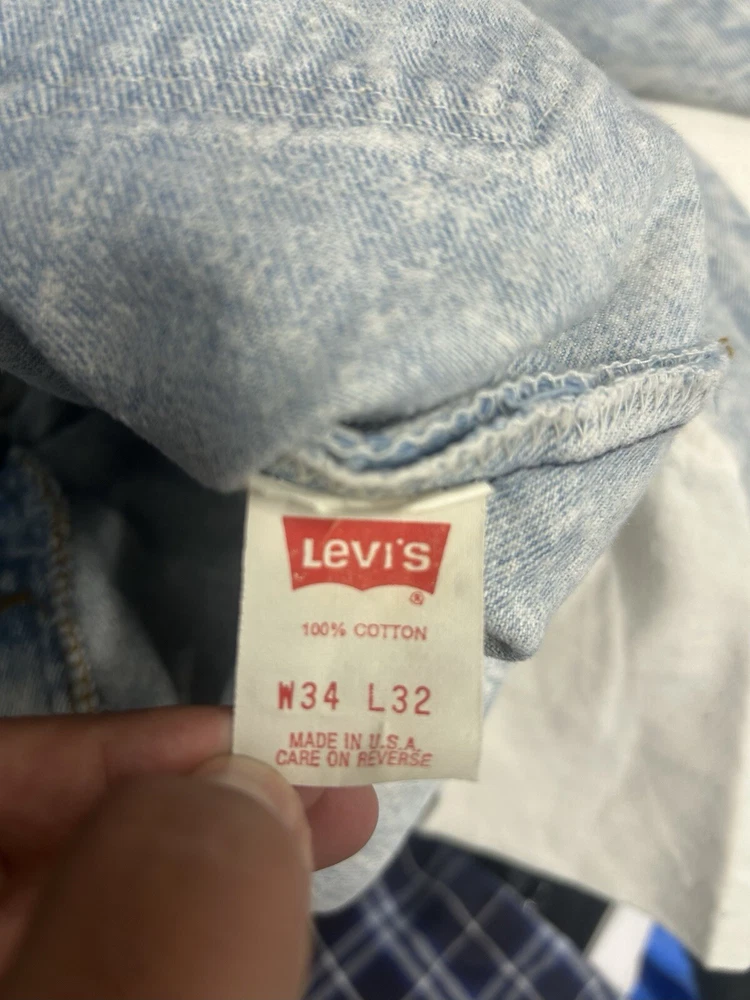 Levi's
®
100% COTTON
W34 L32
MADE IN U.S.A.
CARE ON REVERSE